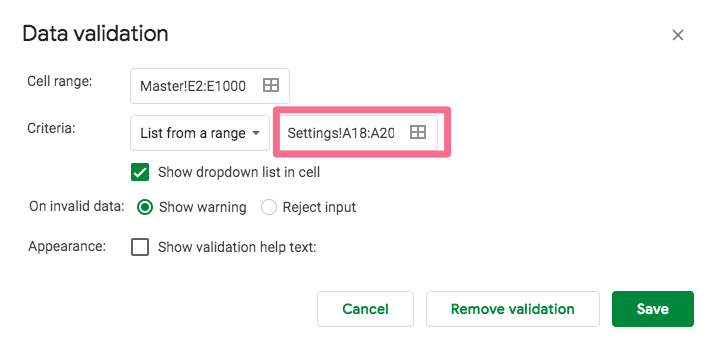 Data validation
Cell range: Master!E2:E1000
Criteria: List from a range Settings!A18:A20
Show dropdown list in cell
On invalid data: Show warning Reject input
Appearance: Show validation help text:
Cancel Remove validation Save